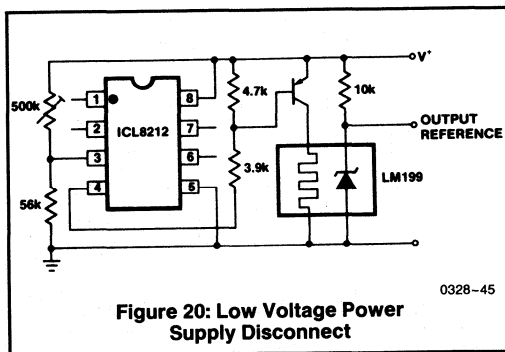 V+
500k
1
8
4.7k
10k
2
ICL8212
7
OUTPUT
REFERENCE
3
6
3.9k
LM199
4
5
56k
0328-45
Figure 20: Low Voltage Power
Supply Disconnect